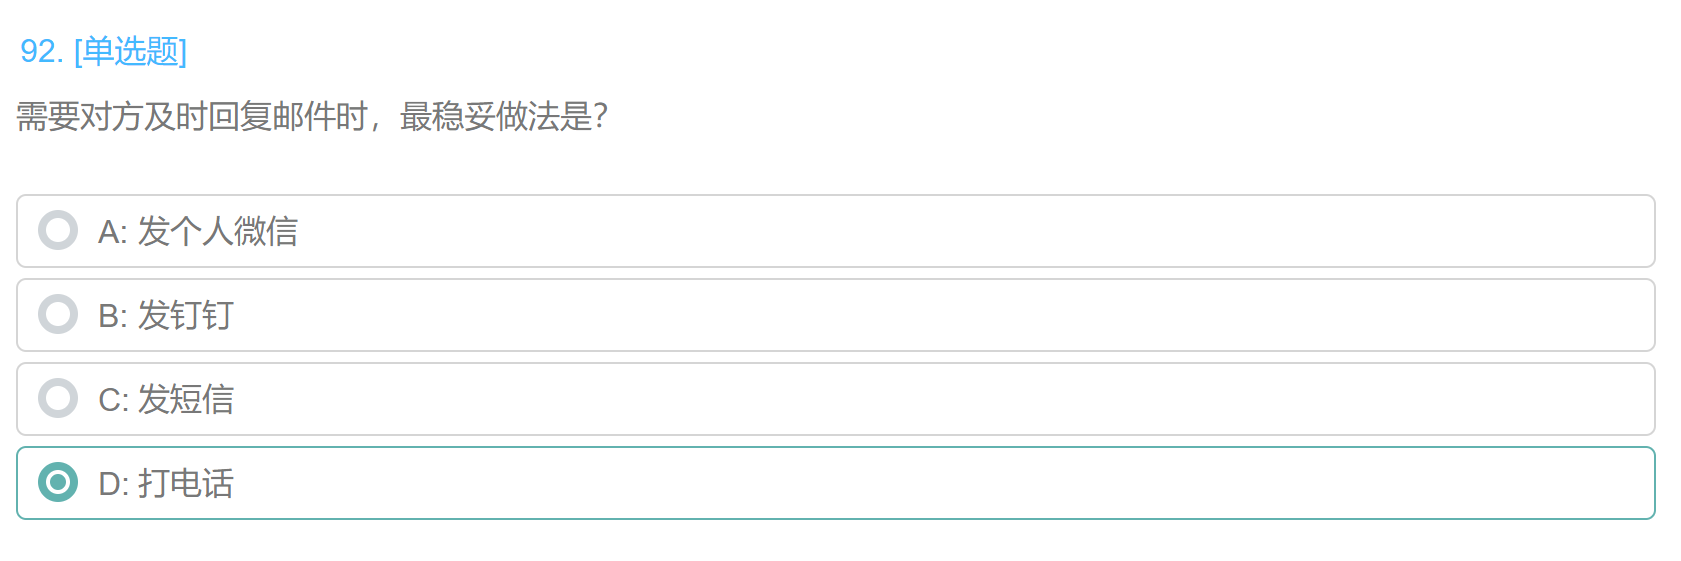 92. [单选题]
需要对方及时回复邮件时，最稳妥做法是？
A: 发个人微信
B: 发钉钉
C: 发短信
D: 打电话